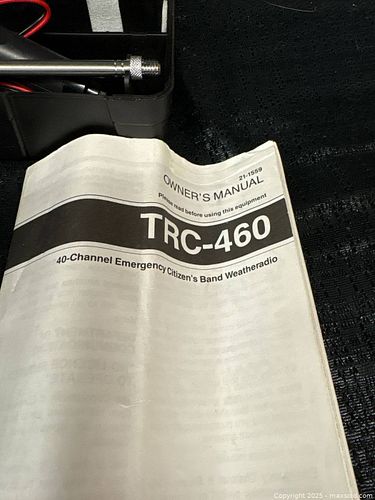 21-1559
OWNER'S MANUAL
Please read before using this equipment
TRC-460
40-Channel Emergency Citizen's Band Weatheradio
Copyright 2025 - maxsold.com